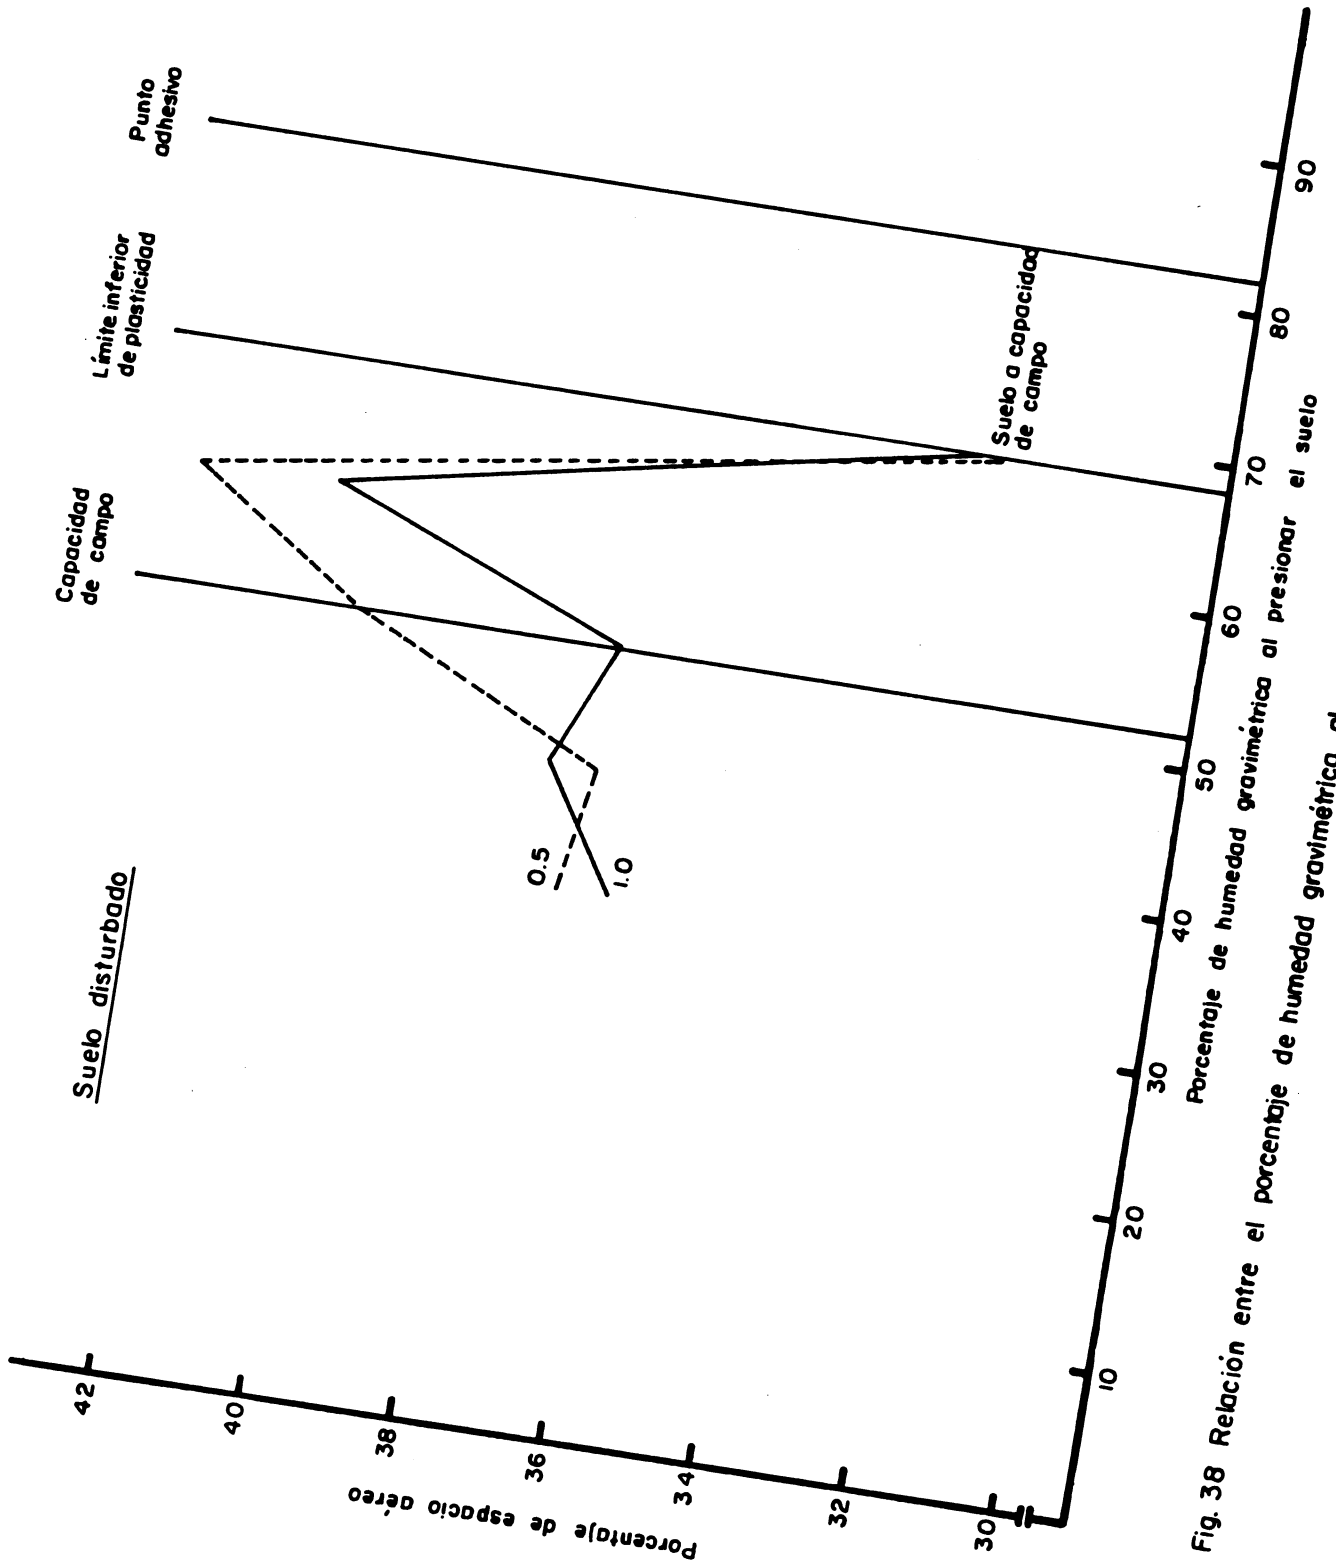 Suelo disturbado
Capacidad
de campo
Límite inferior
de plasticidad
Punto
adhesivo
Porcentaje de espacio aéreo
42
40
38
36
34
32
30
0.5
1.0
Suelo a capacidad
de campo
10
20
30
40
50
60
70
80
90
Porcentaje de humedad gravimétrica al presionar el suelo
Fig. 38 Relación entre el porcentaje de humedad gravimétrica al